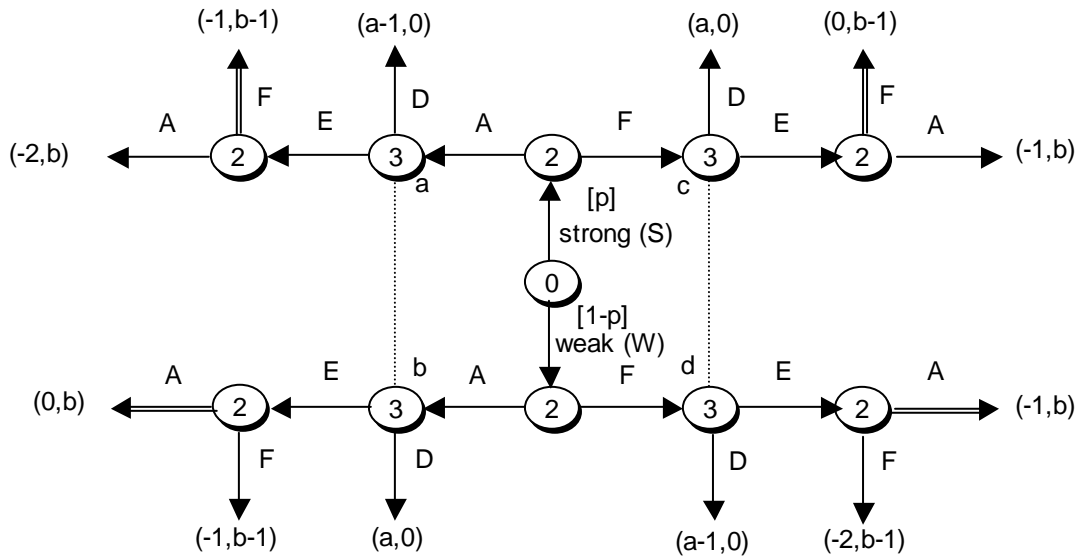 (-1,b-1) (a-1,0) (a,0) (0,b-1)
F D D F
A E A F E A
(-2,b) 2 3 2 3 2 (-1,b)
a c
[p]
strong (S)
0
[1-p]
weak (W)
b d
A E A F E A
(0,b) 2 3 2 3 2 (-1,b)
F D D F
(-1,b-1) (a,0) (a-1,0) (-2,b-1)